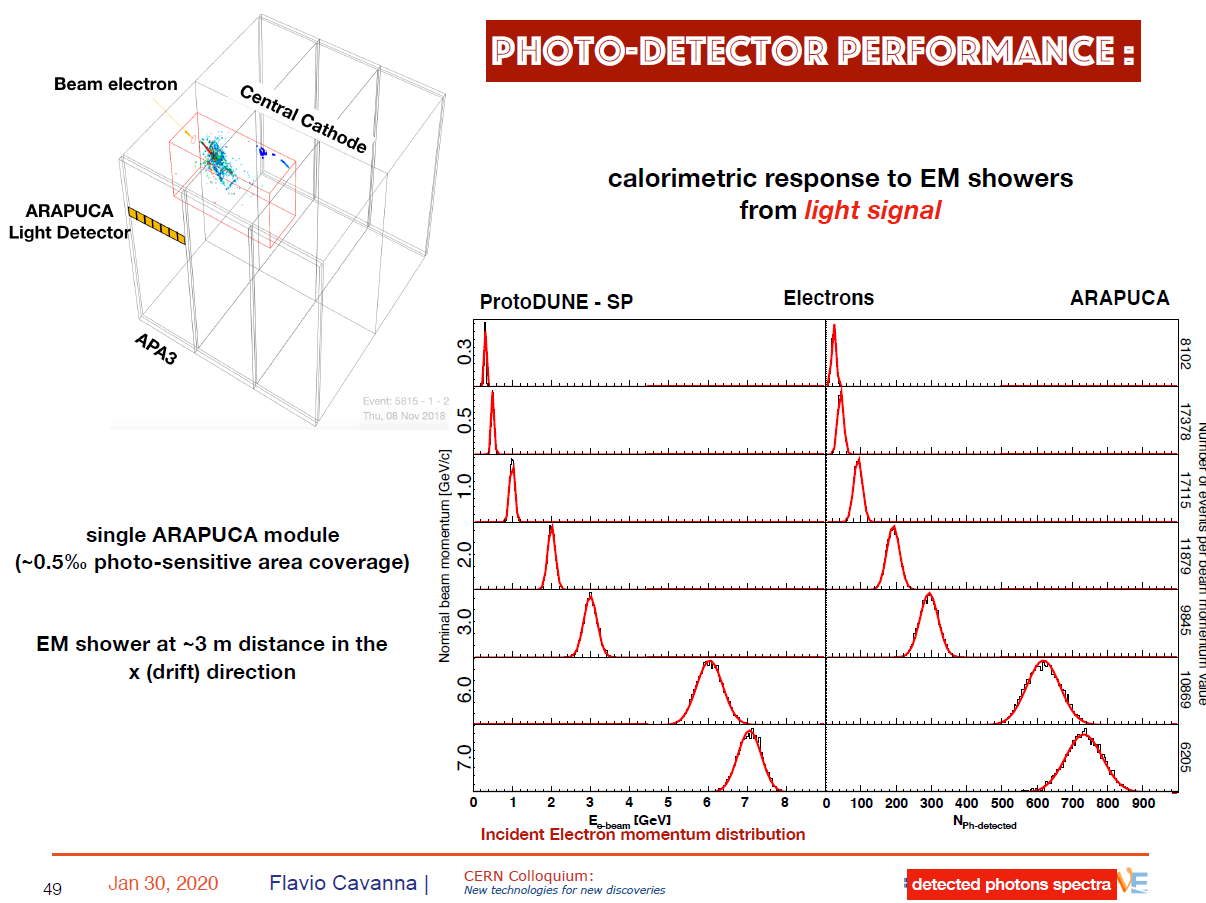 PHOTO-DETECTOR PERFORMANCE :
Beam electron
Central Cathode
ARAPUCA
Light Detector
APA3
Event: 5815 - 1 - 2
Thu, 08 Nov 2018
calorimetric response to EM showers
from light signal
single ARAPUCA module
(~0.5‰ photo-sensitive area coverage)
EM shower at ~3 m distance in the
x (drift) direction
ProtoDUNE - SP
Electrons
ARAPUCA
Nominal beam momentum [GeV/c]
0.3
0.5
1.0
2.0
3.0
6.0
7.0
8102
17378
17115
11879
9845
10869
6205
Number of events per beam momentum value
0 1 2 3 4 5 6 7 8
0 100 200 300 400 500 600 700 800 900
E e-beam [GeV]
N Ph-detected
Incident Electron momentum distribution
49
Jan 30, 2020
Flavio Cavanna |
CERN Colloquium:
New technologies for new discoveries
detected photons spectra